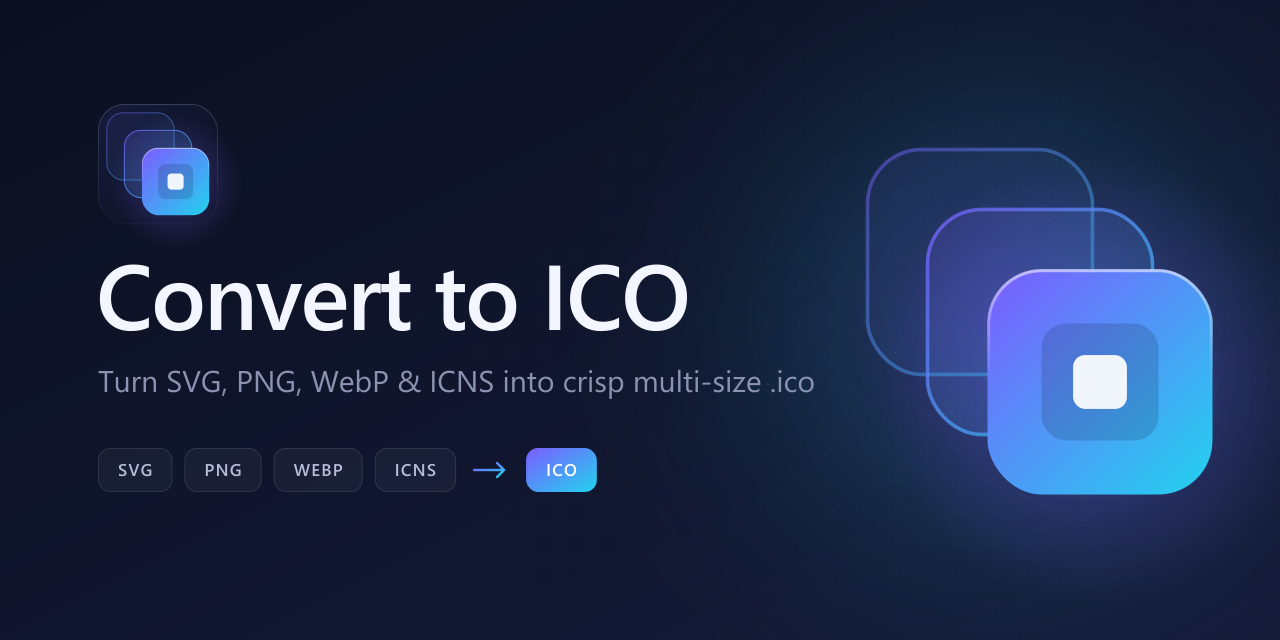 Convert to ICO
Turn SVG, PNG, WebP & ICNS into crisp multi-size .ico
SVG PNG WEBP ICNS → ICO